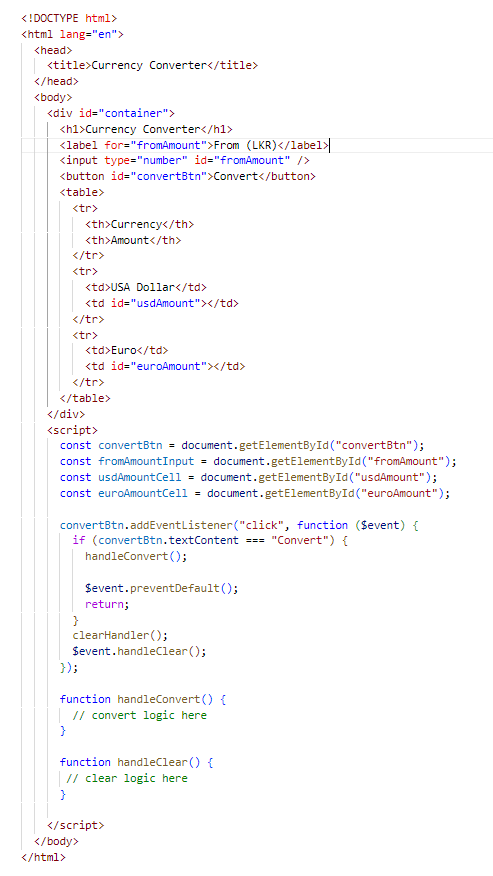 <!DOCTYPE html>
<html lang="en">
<head>
<title>Currency Converter</title>
</head>
<body>
<div id="container">
<h1>Currency Converter</h1>
<label for="fromAmount">From (LKR)</label>
<input type="number" id="fromAmount" />
<button id="convertBtn">Convert</button>
<table>
<tr>
<th>Currency</th>
<th>Amount</th>
</tr>
<tr>
<td>USA Dollar</td>
<td id="usdAmount"></td>
</tr>
<tr>
<td>Euro</td>
<td id="euroAmount"></td>
</tr>
</table>
</div>
<script>
const convertBtn = document.getElementById("convertBtn");
const fromAmountInput = document.getElementById("fromAmount");
const usdAmountCell = document.getElementById("usdAmount");
const euroAmountCell = document.getElementById("euroAmount");
convertBtn.addEventListener("click", function ($event) {
if (convertBtn.textContent === "Convert") {
handleConvert();
$event.preventDefault();
return;
}
clearHandler();
$event.handleClear();
});
function handleConvert() {
// convert logic here
}
function handleClear() {
// clear logic here
}
</script>
</body>
</html>